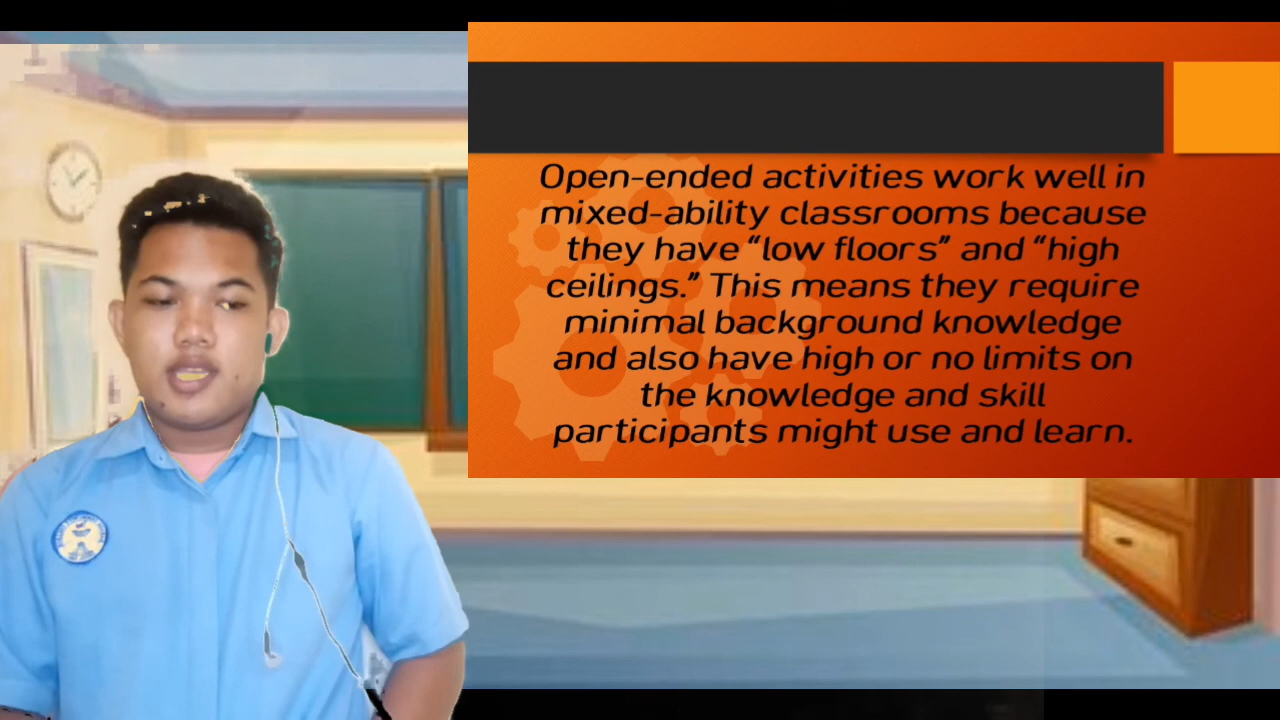 Open-ended activities work well in
mixed-ability classrooms because
they have “low floors” and “high
ceilings.” This means they require
minimal background knowledge
and also have high or no limits on
the knowledge and skill
participants might use and learn.